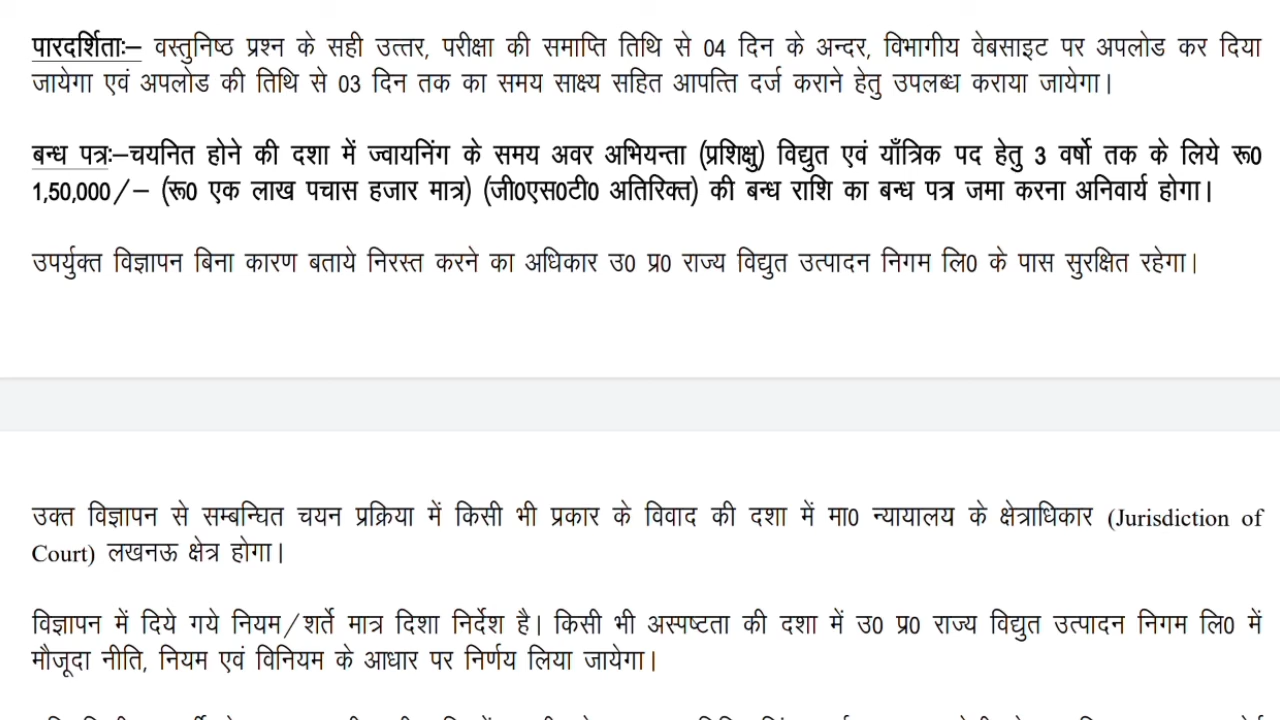 पारदर्शिताः– वस्तुनिष्ठ प्रश्न के सही उत्तर, परीक्षा की समाप्ति तिथि से 04 दिन के अन्दर, विभागीय वेबसाइट पर अपलोड कर दिया
जायेगा एवं अपलोड की तिथि से 03 दिन तक का समय साक्ष्य सहित आपत्ति दर्ज कराने हेतु उपलब्ध कराया जायेगा।
बन्ध पत्रः–चयनित होने की दशा में ज्वायनिंग के समय अवर अभियन्ता (प्रशिक्षु) विद्युत एवं याँत्रिक पद हेतु 3 वर्षो तक के लिये रू0
1,50,000/– (रू0 एक लाख पचास हजार मात्र) (जी0एस0टी0 अतिरिक्त) की बन्ध राशि का बन्ध पत्र जमा करना अनिवार्य होगा।
उपर्युक्त विज्ञापन बिना कारण बताये निरस्त करने का अधिकार उ0 प्र0 राज्य विद्युत उत्पादन निगम लि0 के पास सुरक्षित रहेगा।
उक्त विज्ञापन से सम्बन्धित चयन प्रक्रिया में किसी भी प्रकार के विवाद की दशा में मा0 न्यायालय के क्षेत्राधिकार (Jurisdiction of
Court) लखनऊ क्षेत्र होगा।
विज्ञापन में दिये गये नियम/शर्ते मात्र दिशा निर्देश है। किसी भी अस्पष्टता की दशा में उ0 प्र0 राज्य विद्युत उत्पादन निगम लि0 में
मौजूदा नीति, नियम एवं विनियम के आधार पर निर्णय लिया जायेगा।